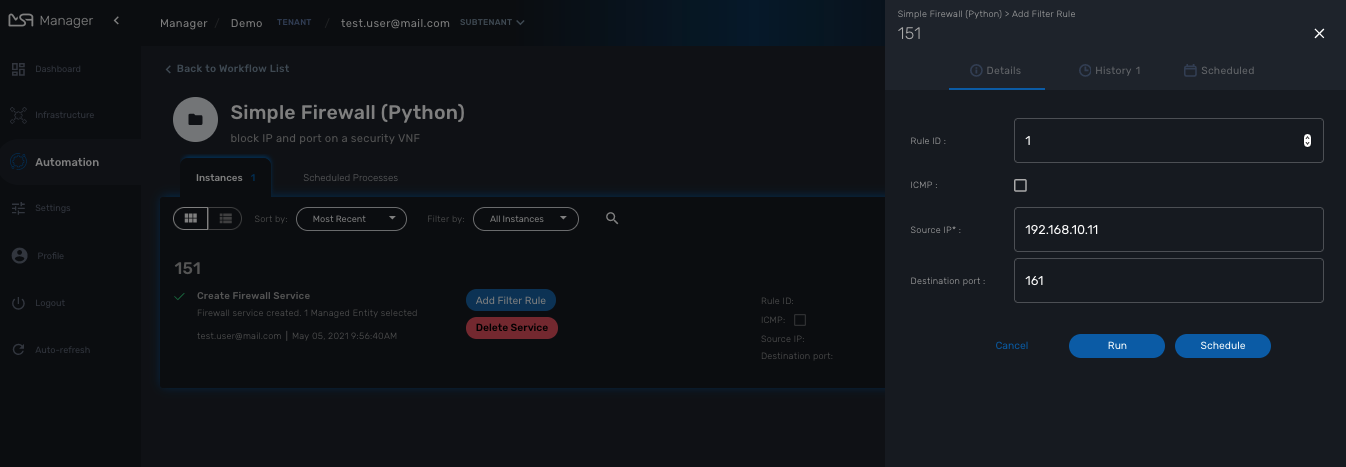 MSA Manager
Manager / Demo TENANT / test.user@mail.com SUBTENANT
Dashboard
Infrastructure
Automation
Settings
Profile
Logout
Auto-refresh
Back to Workflow List
Simple Firewall (Python)
block IP and port on a security VNF
Instances 1
Scheduled Processes
Sort by: Most Recent
Filter by: All Instances
151
Create Firewall Service
Firewall service created. 1 Managed Entity selected
test.user@mail.com | May 05, 2021 9:56:40AM
Add Filter Rule
Delete Service
Rule ID:
ICMP:
Source IP:
Destination port:
Simple Firewall (Python) > Add Filter Rule
151
Details
History 1
Scheduled
Rule ID : 1
ICMP :
Source IP* : 192.168.10.11
Destination port : 161
Cancel
Run
Schedule